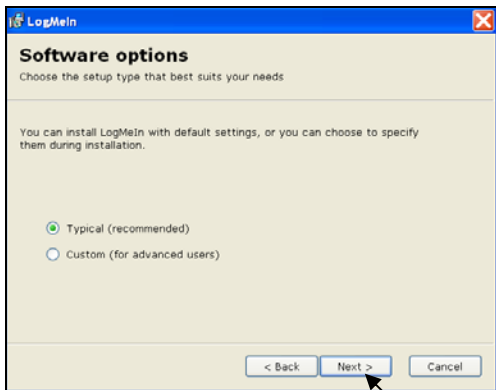 LogMeIn
Software options
Choose the setup type that best suits your needs
You can install LogMeIn with default settings, or you can choose to specify
them during installation.
Typical (recommended)
Custom (for advanced users)
< Back Next > Cancel